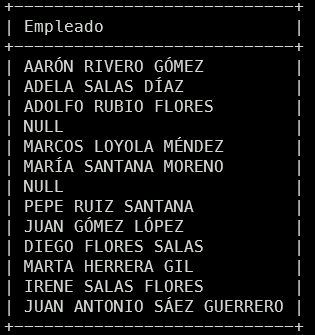 +----------------------------+
| Empleado                   |
+----------------------------+
| AARÓN RIVERO GÓMEZ         |
| ADELA SALAS DÍAZ           |
| ADOLFO RUBIO FLORES        |
| NULL                       |
| MARCOS LOYOLA MÉNDEZ       |
| MARÍA SANTANA MORENO       |
| NULL                       |
| PEPE RUIZ SANTANA          |
| JUAN GÓMEZ LÓPEZ           |
| DIEGO FLORES SALAS         |
| MARTA HERRERA GIL          |
| IRENE SALAS FLORES         |
| JUAN ANTONIO SÁEZ GUERRERO |
+----------------------------+